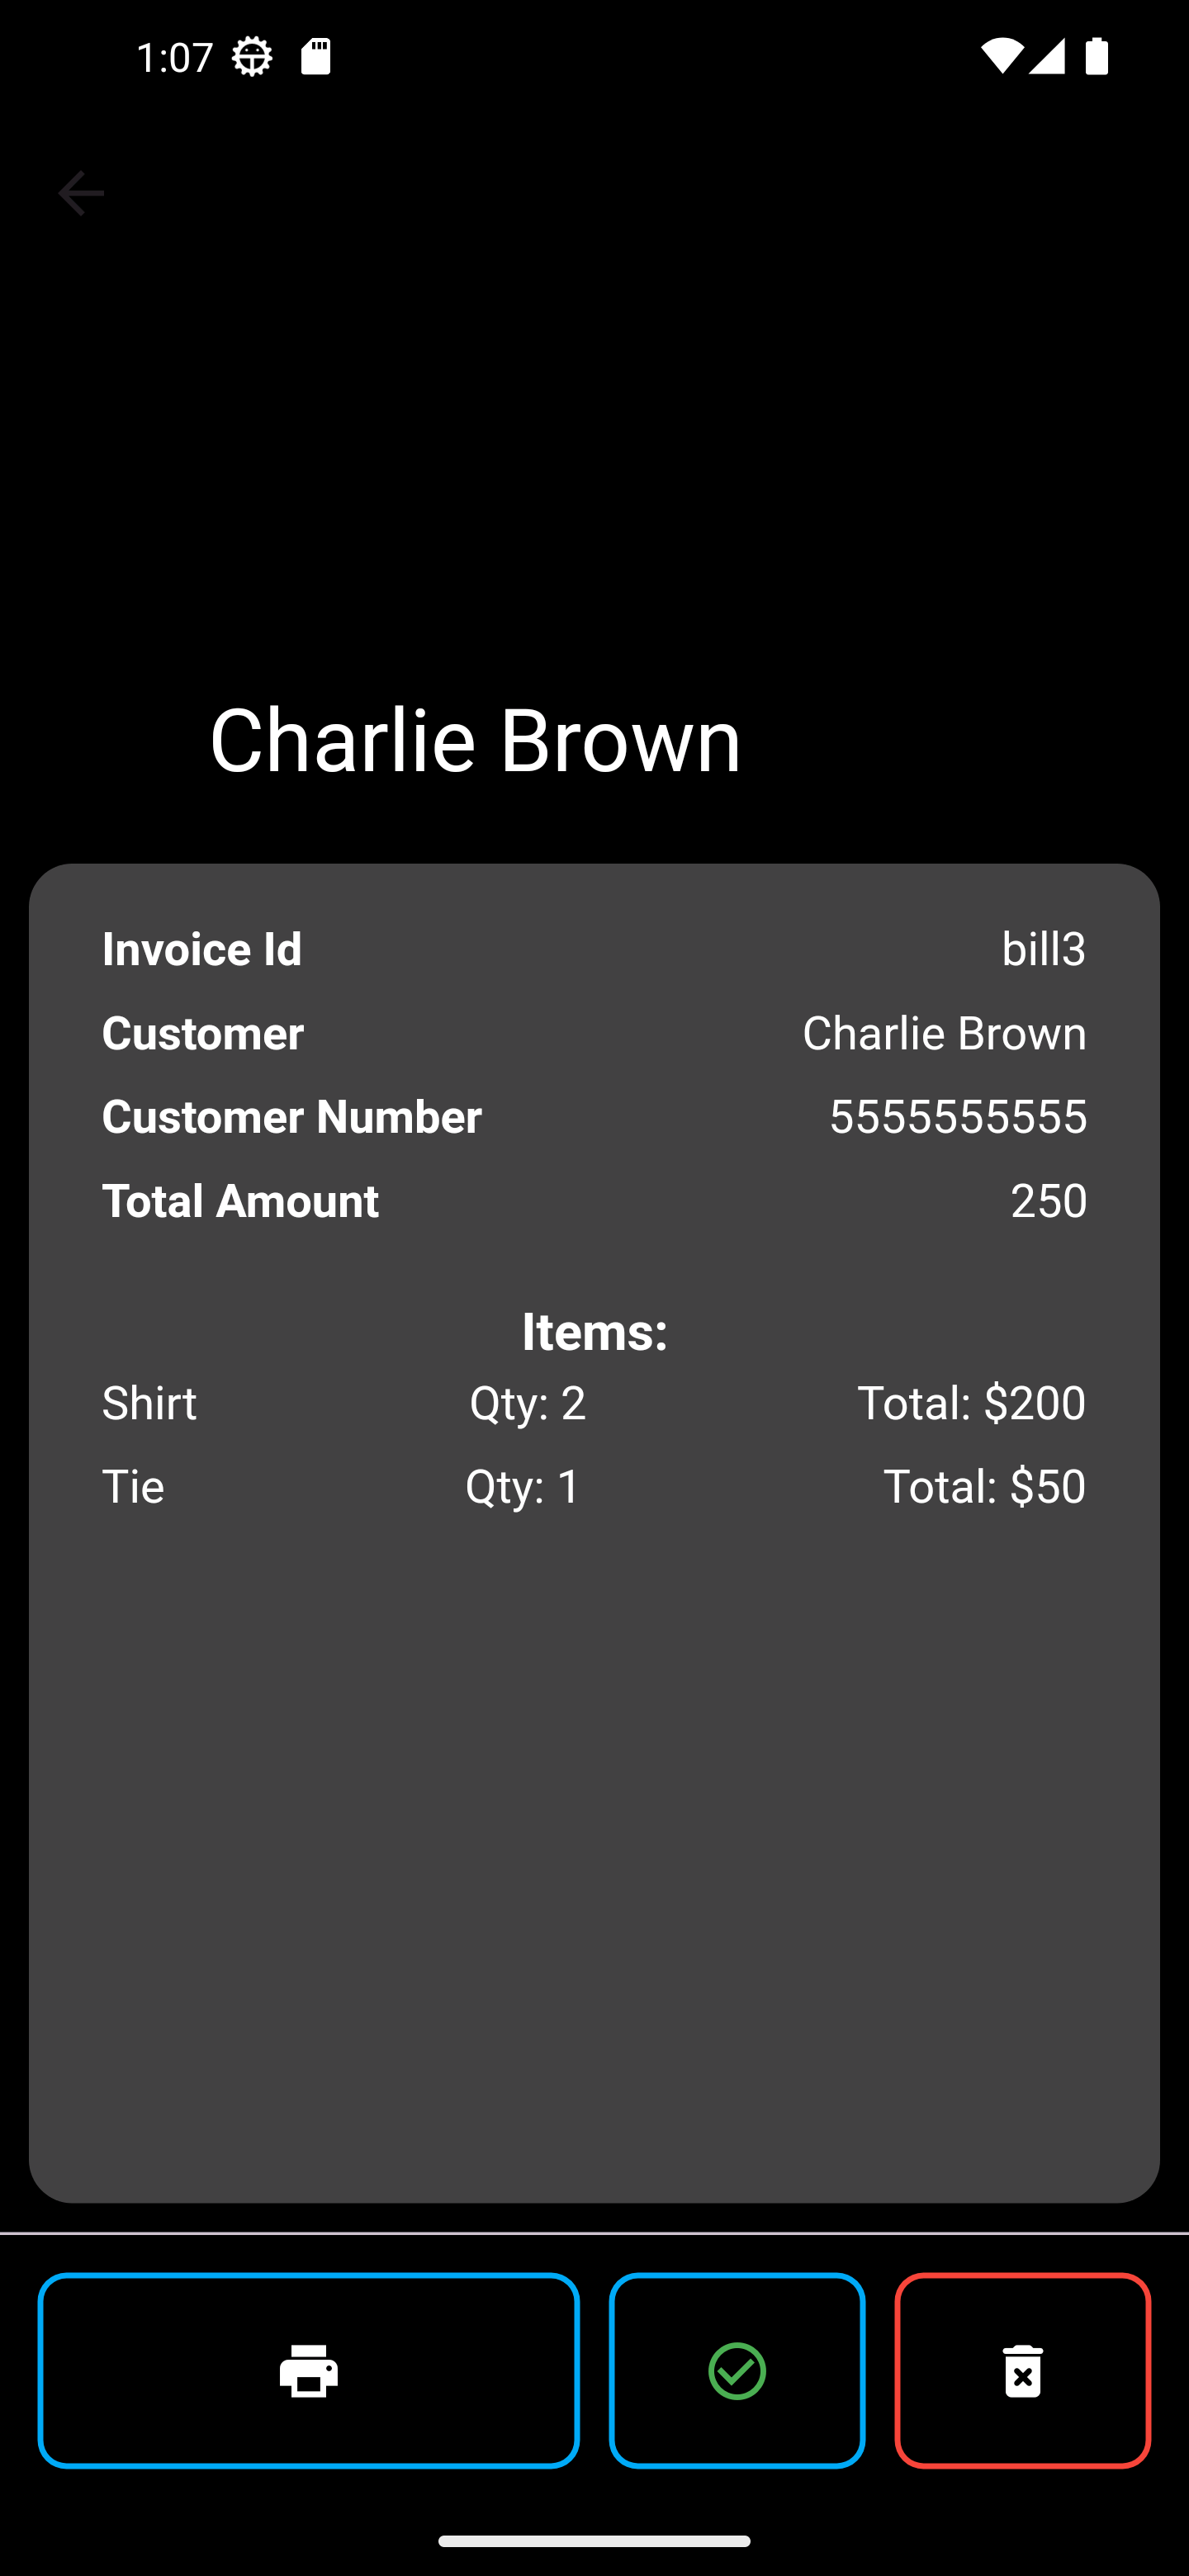 1:07
Charlie Brown
Invoice Id bill3
Customer Charlie Brown
Customer Number 5555555555
Total Amount 250
Items:
Shirt Qty: 2 Total: $200
Tie Qty: 1 Total: $50